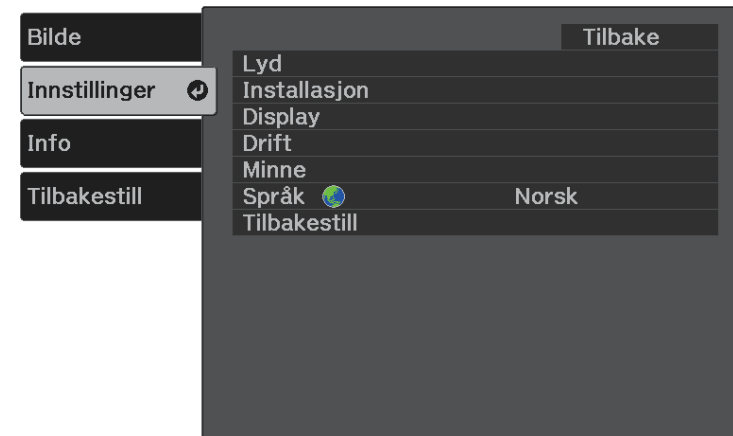 Bilde
Innstillinger
Info
Tilbakestill
Tilbake
Lyd
Installasjon
Display
Drift
Minne
Språk Norsk
Tilbakestill